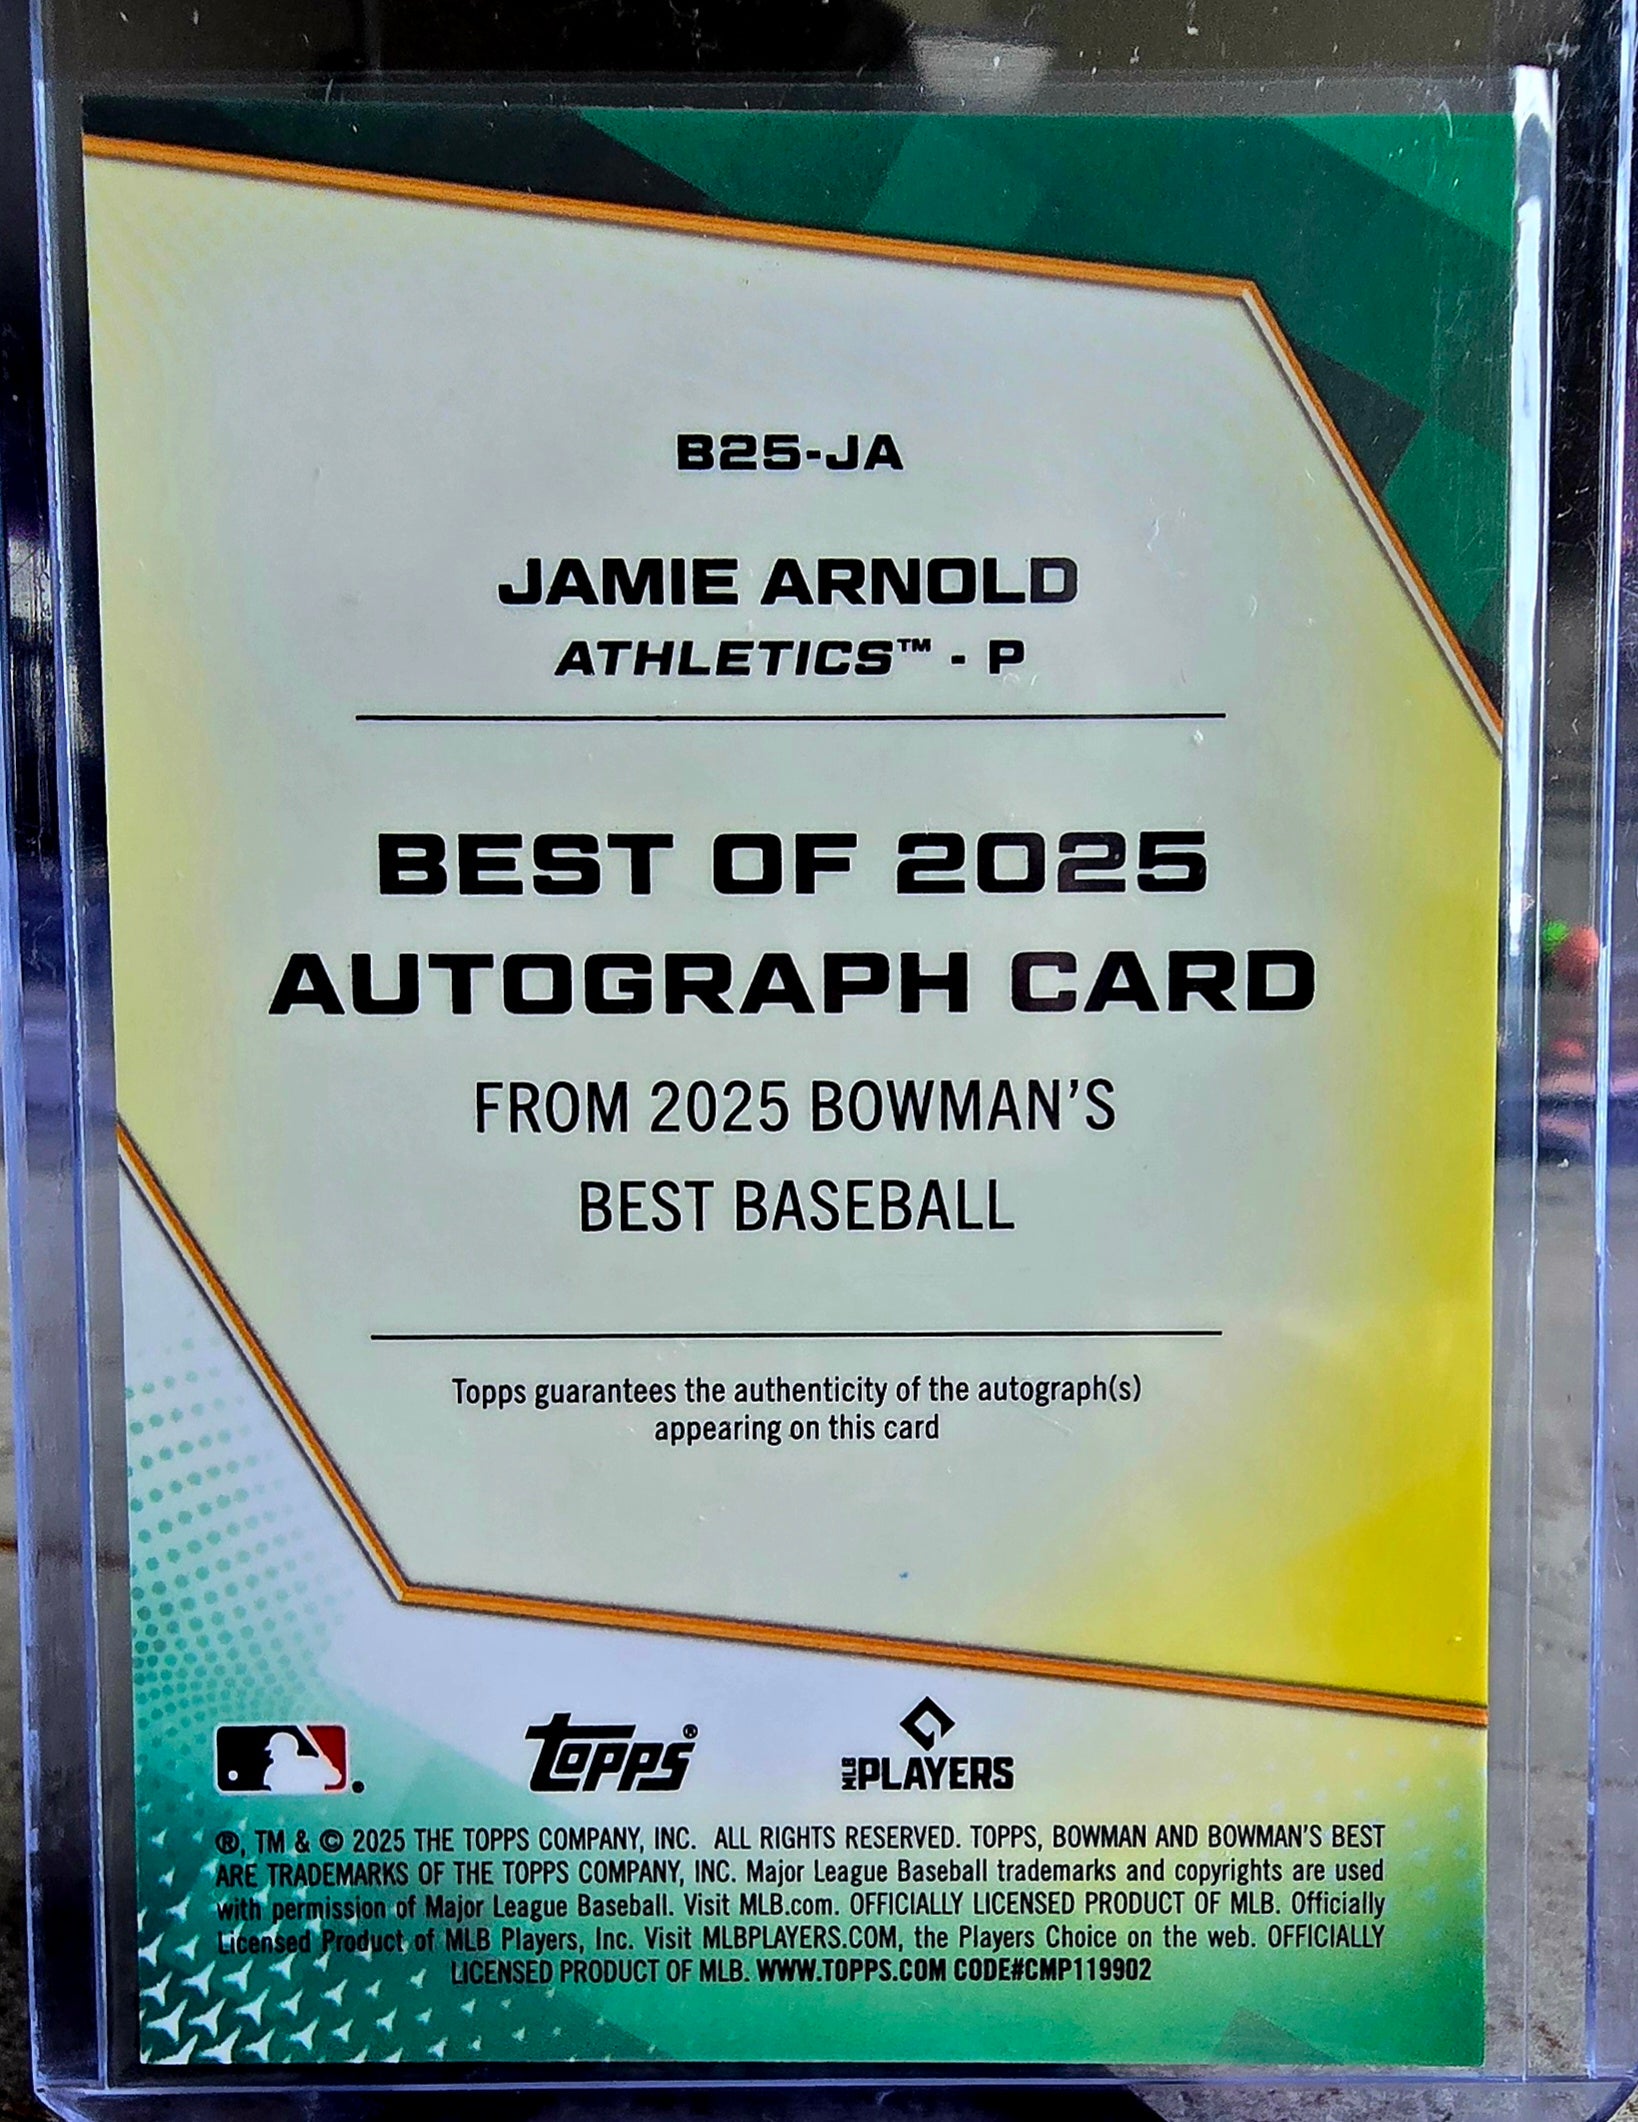 B25-JA
JAMIE ARNOLD
ATHLETICS™ - P
BEST OF 2025
AUTOGRAPH CARD
FROM 2025 BOWMAN'S
BEST BASEBALL
Topps guarantees the authenticity of the autograph(s)
appearing on this card
topps® MLB PLAYERS
®, TM & © 2025 THE TOPPS COMPANY, INC. ALL RIGHTS RESERVED. TOPPS, BOWMAN AND BOWMAN'S BEST
ARE TRADEMARKS OF THE TOPPS COMPANY, INC. Major League Baseball trademarks and copyrights are used
with permission of Major League Baseball. Visit MLB.com. OFFICIALLY LICENSED PRODUCT OF MLB. Officially
Licensed Product of MLB Players, Inc. Visit MLBPLAYERS.COM, the Players Choice on the web. OFFICIALLY
LICENSED PRODUCT OF MLB. WWW.TOPPS.COM CODE#CMP119902